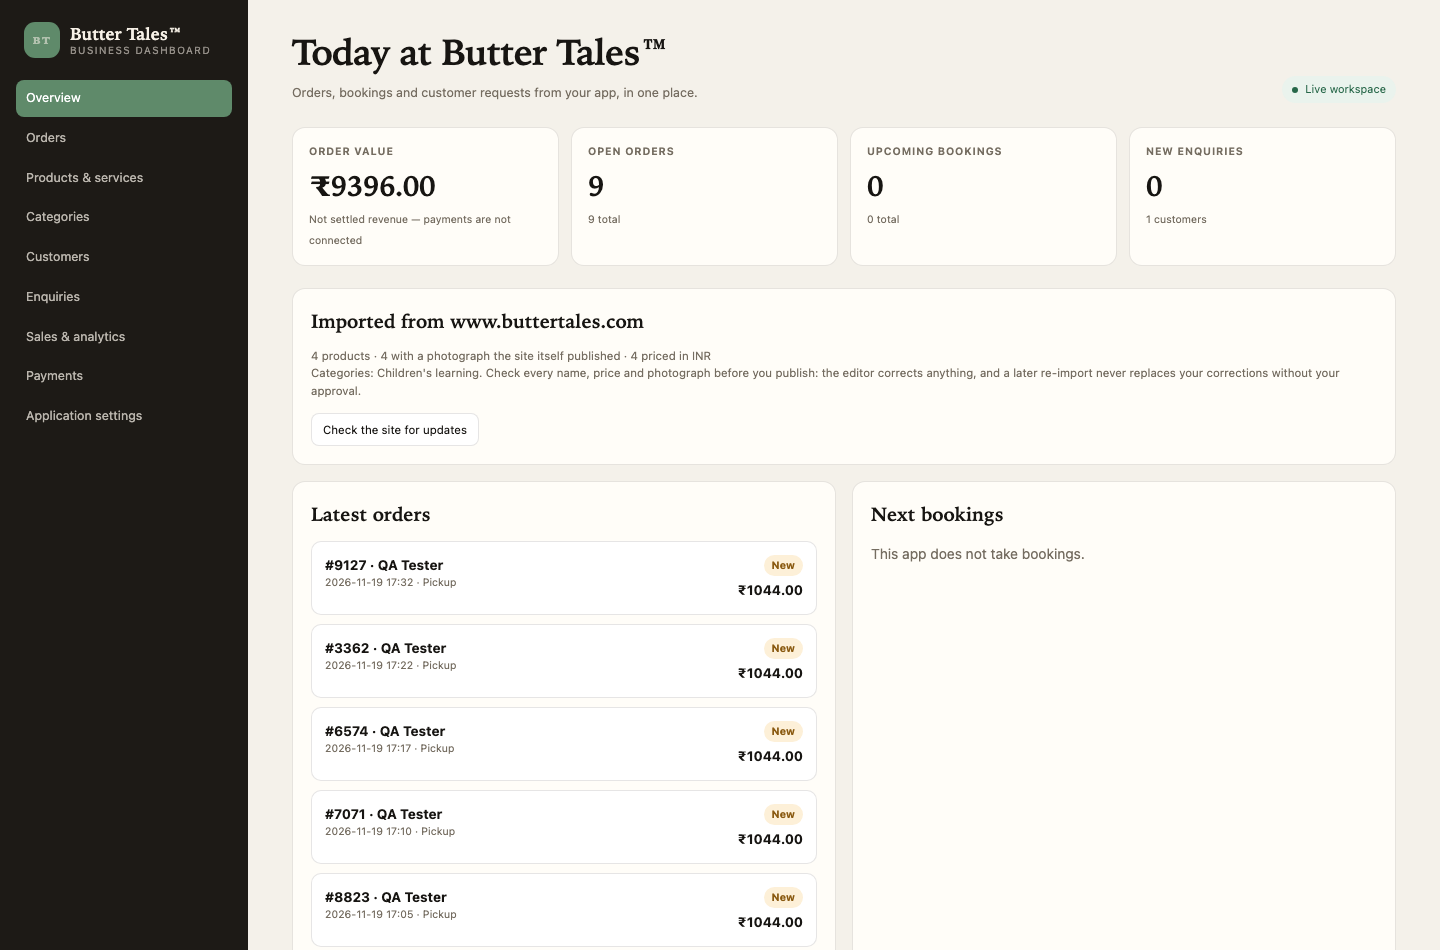 BT
Butter Tales™
BUSINESS DASHBOARD
Overview
Orders
Products & services
Categories
Customers
Enquiries
Sales & analytics
Payments
Application settings
Today at Butter Tales™
Orders, bookings and customer requests from your app, in one place.
Live workspace
ORDER VALUE
₹9396.00
Not settled revenue — payments are not
connected
OPEN ORDERS
9
9 total
UPCOMING BOOKINGS
0
0 total
NEW ENQUIRIES
0
1 customers
Imported from www.buttertales.com
4 products · 4 with a photograph the site itself published · 4 priced in INR
Categories: Children's learning. Check every name, price and photograph before you publish: the editor corrects anything, and a later re-import never replaces your corrections without your
approval.
Check the site for updates
Latest orders
#9127 · QA Tester
2026-11-19 17:32 · Pickup
New
₹1044.00
#3362 · QA Tester
2026-11-19 17:22 · Pickup
New
₹1044.00
#6574 · QA Tester
2026-11-19 17:17 · Pickup
New
₹1044.00
#7071 · QA Tester
2026-11-19 17:10 · Pickup
New
₹1044.00
#8823 · QA Tester
2026-11-19 17:05 · Pickup
New
₹1044.00
Next bookings
This app does not take bookings.